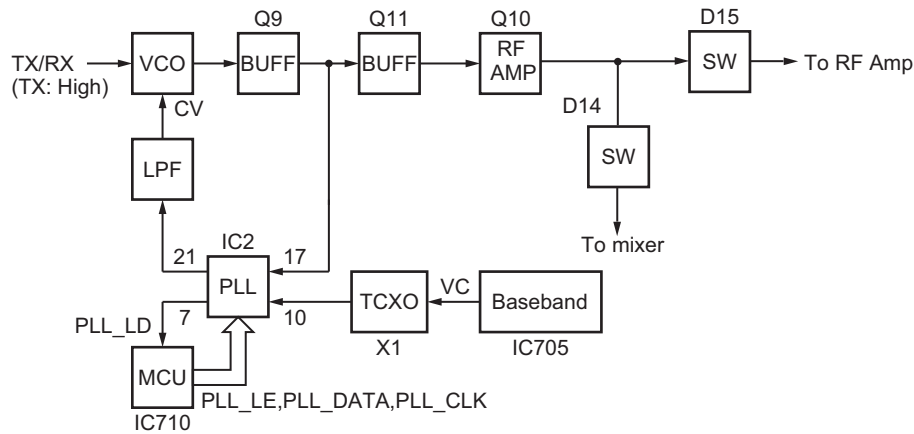 Q9
Q11
Q10
D15
TX/RX
(TX: High)
VCO
BUFF
BUFF
RF
AMP
SW
To RF Amp
CV
D14
LPF
SW
IC2
To mixer
21
17
PLL
7
10
TCXO
VC
Baseband
PLL_LD
X1
IC705
MCU
PLL_LE,PLL_DATA,PLL_CLK
IC710